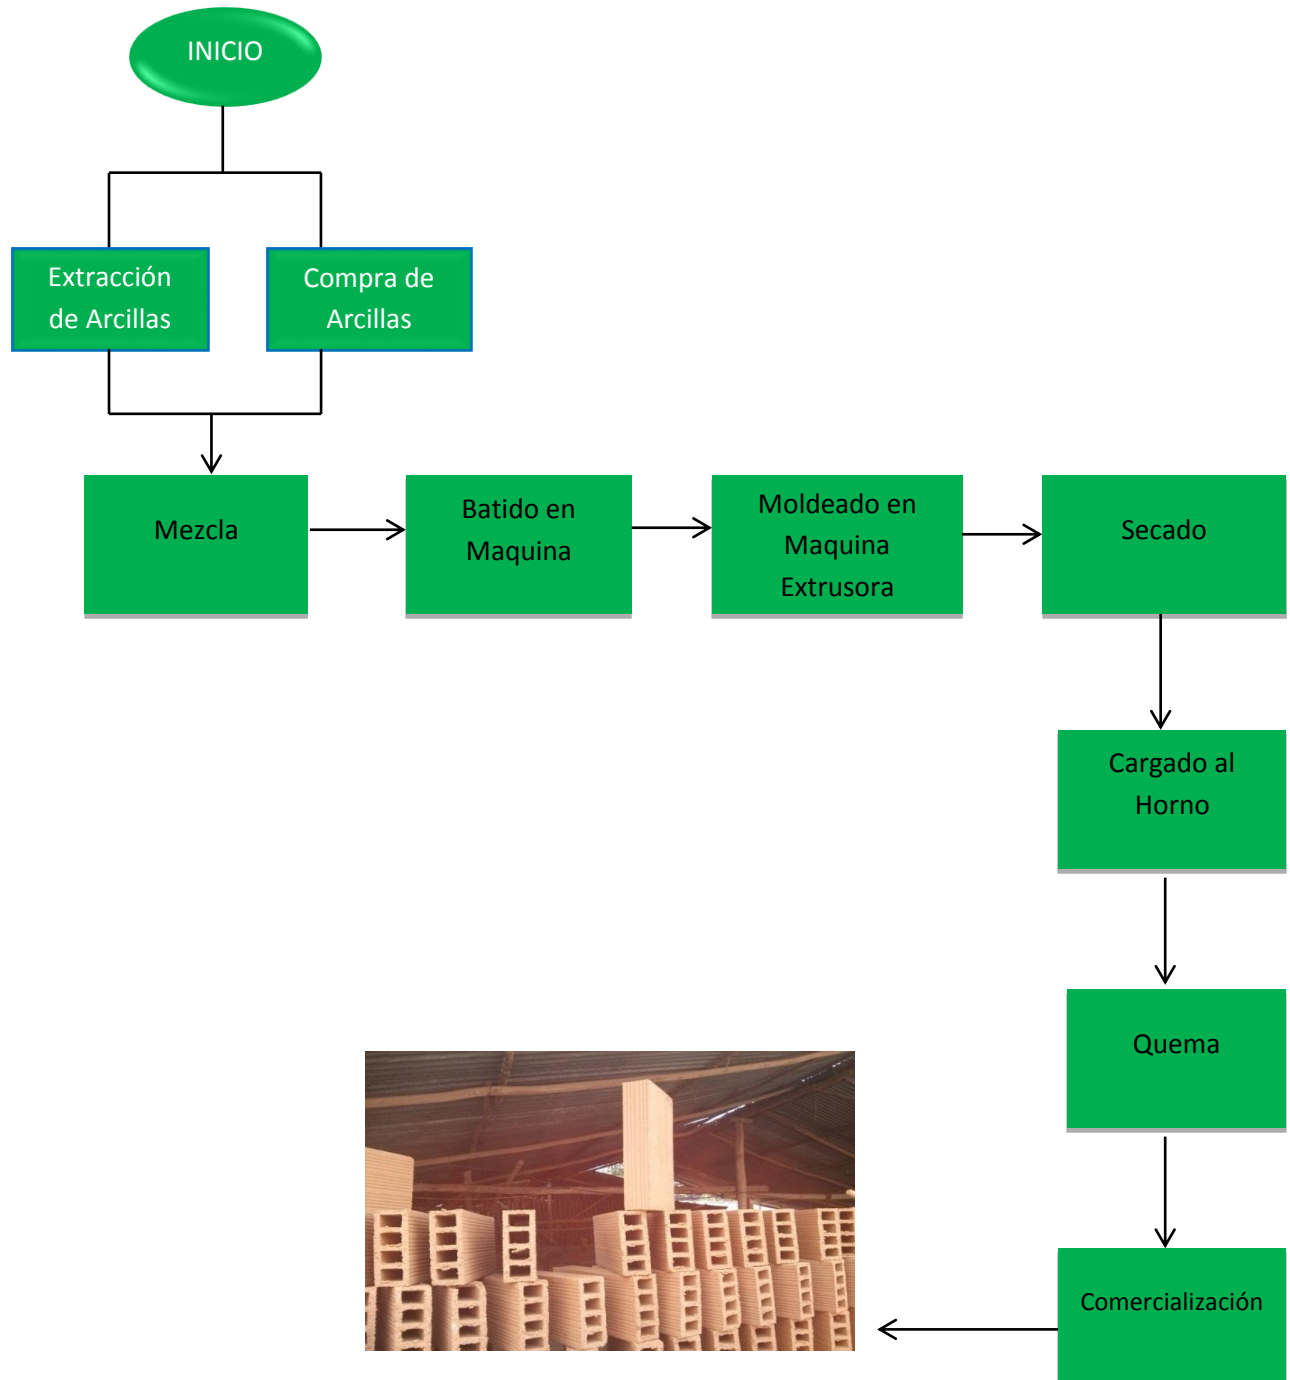 INICIO
Extracción
de Arcillas
Compra de
Arcillas
Mezcla
Batido en
Maquina
Moldeado en
Maquina
Extrusora
Secado
Cargado al
Horno
Quema
Comercialización